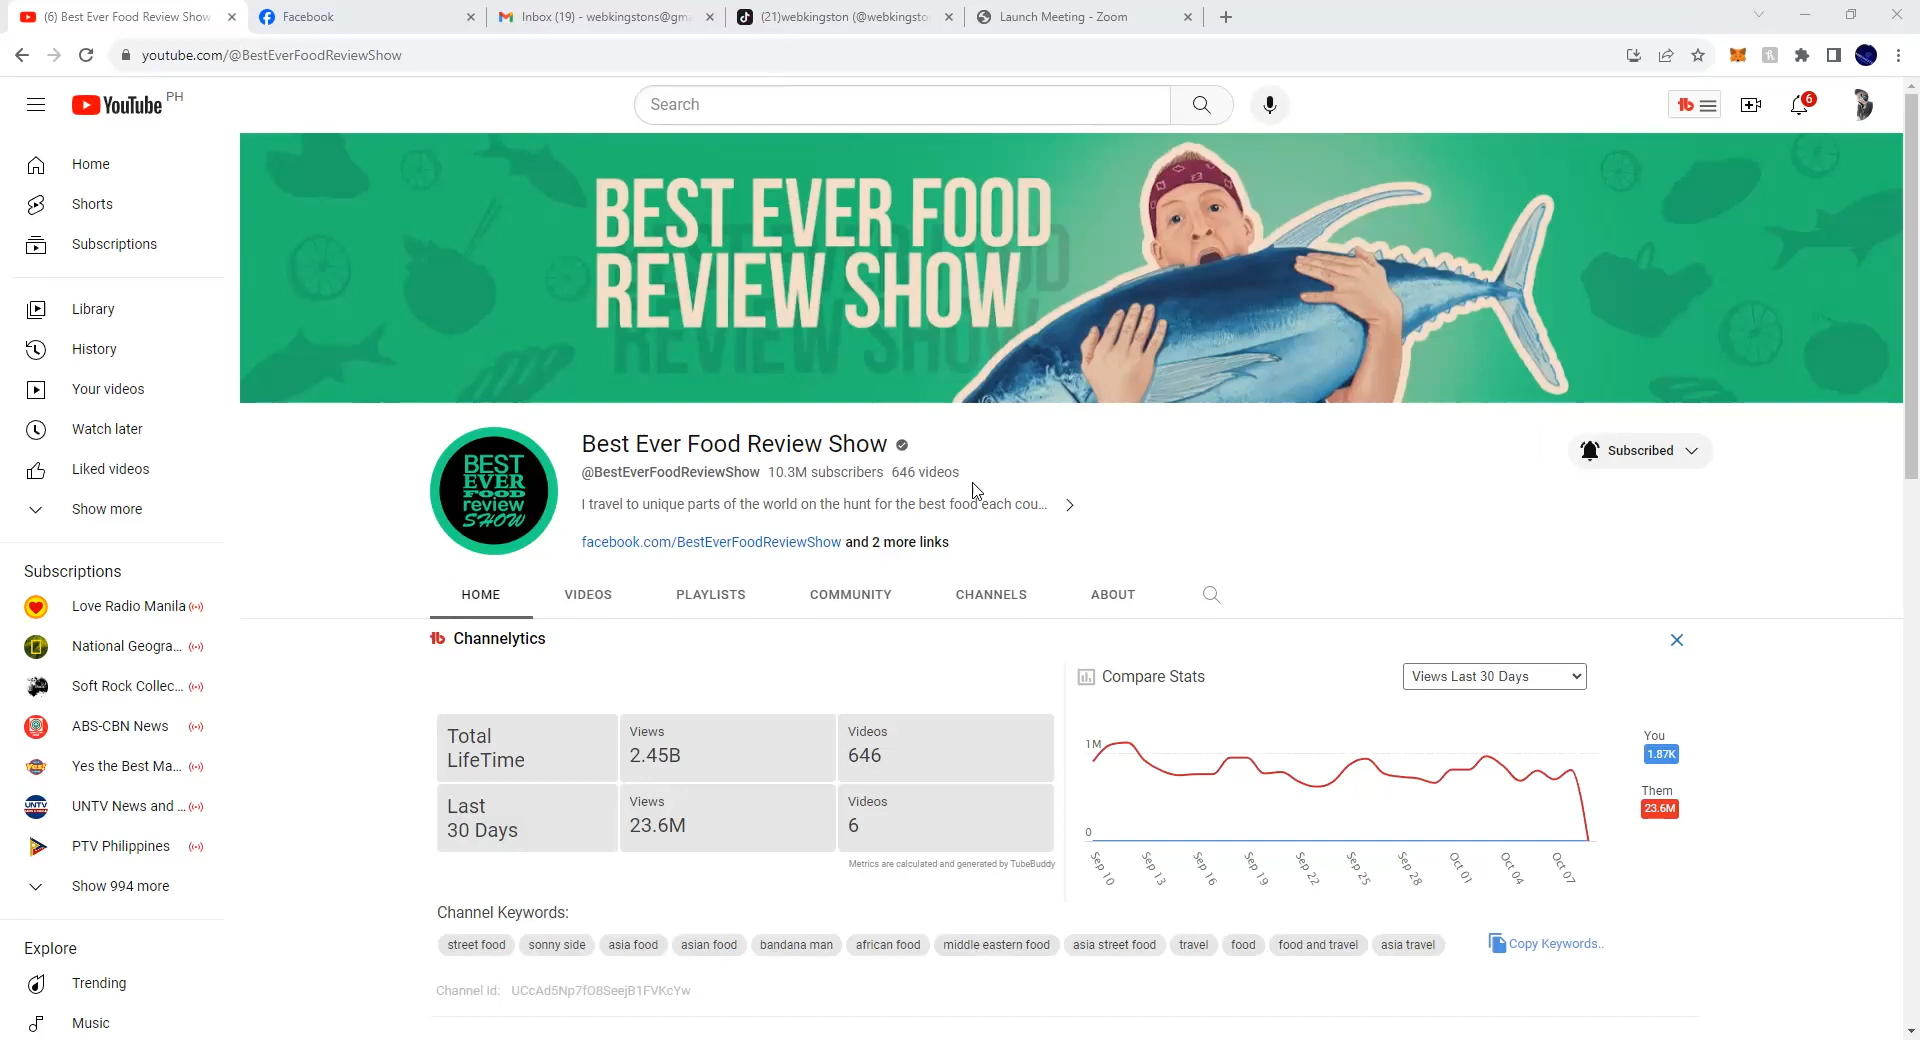 (6) Best Ever Food Review Show
Facebook
Inbox (19) - webkingstons@gm
(21)webkingston (@webkingsto
Launch Meeting - Zoom
youtube.com/@BestEverFoodReviewShow
YouTube PH
Search
tb
6
Home
Shorts
Subscriptions
Library
History
Your videos
Watch later
Liked videos
Show more
Subscriptions
Love Radio Manila
National Geogra...
Soft Rock Collec...
ABS-CBN News
Yes the Best Ma...
UNTV News and ...
PTV Philippines
Show 994 more
Explore
Trending
Music
BEST EVER FOOD
REVIEW SHOW
BEST
EVER
FOOD
review
SHOW
Best Ever Food Review Show
@BestEverFoodReviewShow 10.3M subscribers 646 videos
I travel to unique parts of the world on the hunt for the best food each cou...
facebook.com/BestEverFoodReviewShow and 2 more links
Subscribed
HOME VIDEOS PLAYLISTS COMMUNITY CHANNELS ABOUT
tb Channelytics
Total LifeTime
Views
2.45B
Videos
646
Last 30 Days
Views
23.6M
Videos
6
Metrics are calculated and generated by TubeBuddy
Compare Stats
Views Last 30 Days
1M
0
Sep 10
Sep 13
Sep 16
Sep 19
Sep 22
Sep 25
Sep 28
Oct 01
Oct 04
Oct 07
You
1.87K
Them
23.6M
Channel Keywords:
street food sonny side asia food asian food bandana man african food middle eastern food asia street food travel food food and travel asia travel
Copy Keywords..
Channel Id: UCcAd5Np7fO8SeejB1FVKcYw